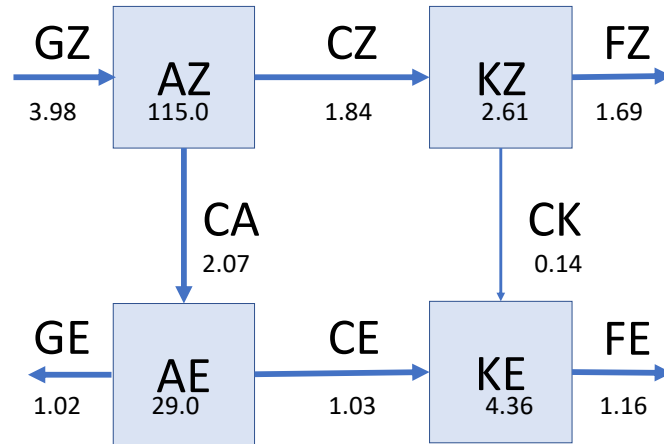 GZ
CZ
FZ
AZ
KZ
3.98
115.0
1.84
2.61
1.69
CA
CK
2.07
0.14
GE
CE
FE
AE
KE
1.02
29.0
1.03
4.36
1.16